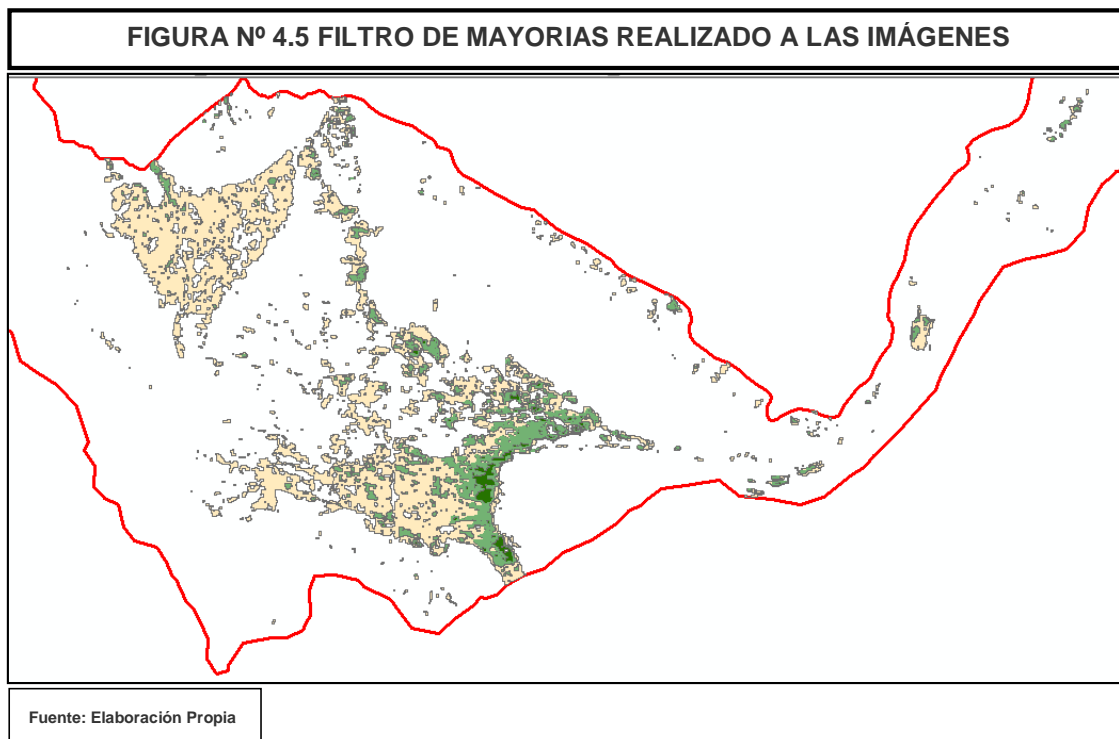 FIGURA Nº 4.5 FILTRO DE MAYORIAS REALIZADO A LAS IMÁGENES
Fuente: Elaboración Propia